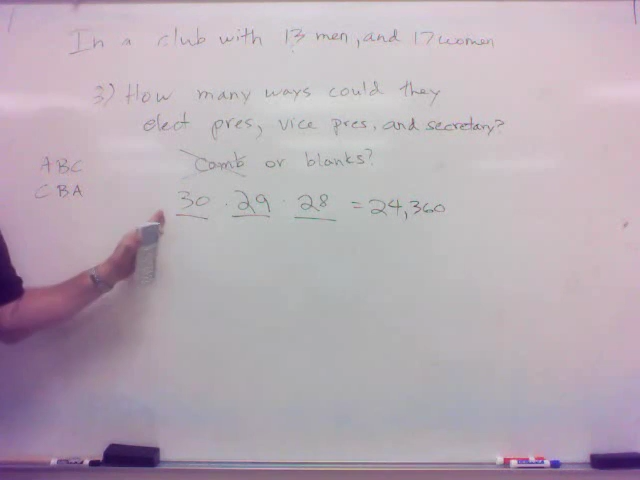 In a club with 13 men, and 17 women
3) How many ways could they
elect pres, vice pres, and secretary?
Comb or blanks?
ABC
CBA
30 · 29 · 28 = 24,360